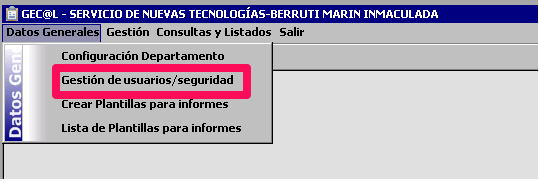 GEC@L - SERVICIO DE NUEVAS TECNOLOGÍAS-BERRUTI MARIN INMACULADA
Datos Generales Gestión Consultas y Listados Salir
Configuración Departamento
Gestión de usuarios/seguridad
Crear Plantillas para informes
Lista de Plantillas para informes
Datos Gen